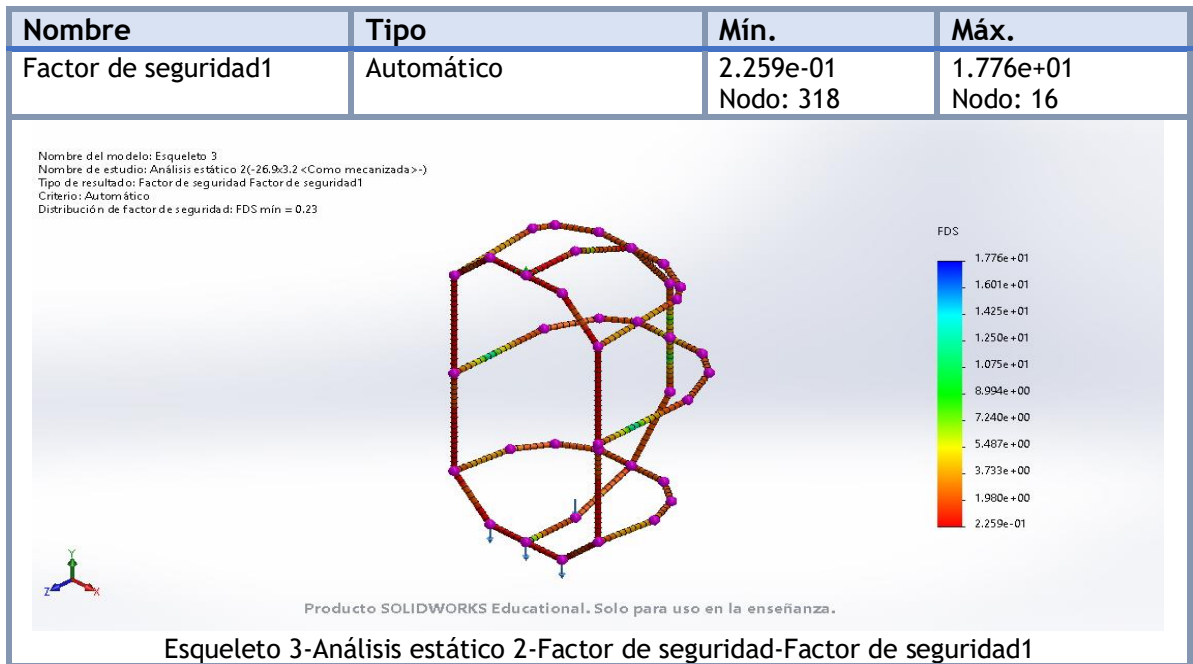 Nombre Tipo Mín. Máx.
Factor de seguridad1 Automático 2.259e-01 1.776e+01
Nodo: 318 Nodo: 16
Nombre del modelo: Esqueleto 3
Nombre de estudio: Análisis estático 2(-26.9x3.2 <Como mecanizada>-)
Tipo de resultado: Factor de seguridad Factor de seguridad1
Criterio: Automático
Distribución de factor de seguridad: FDS mín = 0.23
FDS
1.776e+01
1.601e+01
1.425e+01
1.250e+01
1.075e+01
8.994e+00
7.240e+00
5.487e+00
3.733e+00
1.980e+00
2.259e-01
Y
Z X
Producto SOLIDWORKS Educational. Solo para uso en la enseñanza.
Esqueleto 3-Análisis estático 2-Factor de seguridad-Factor de seguridad1